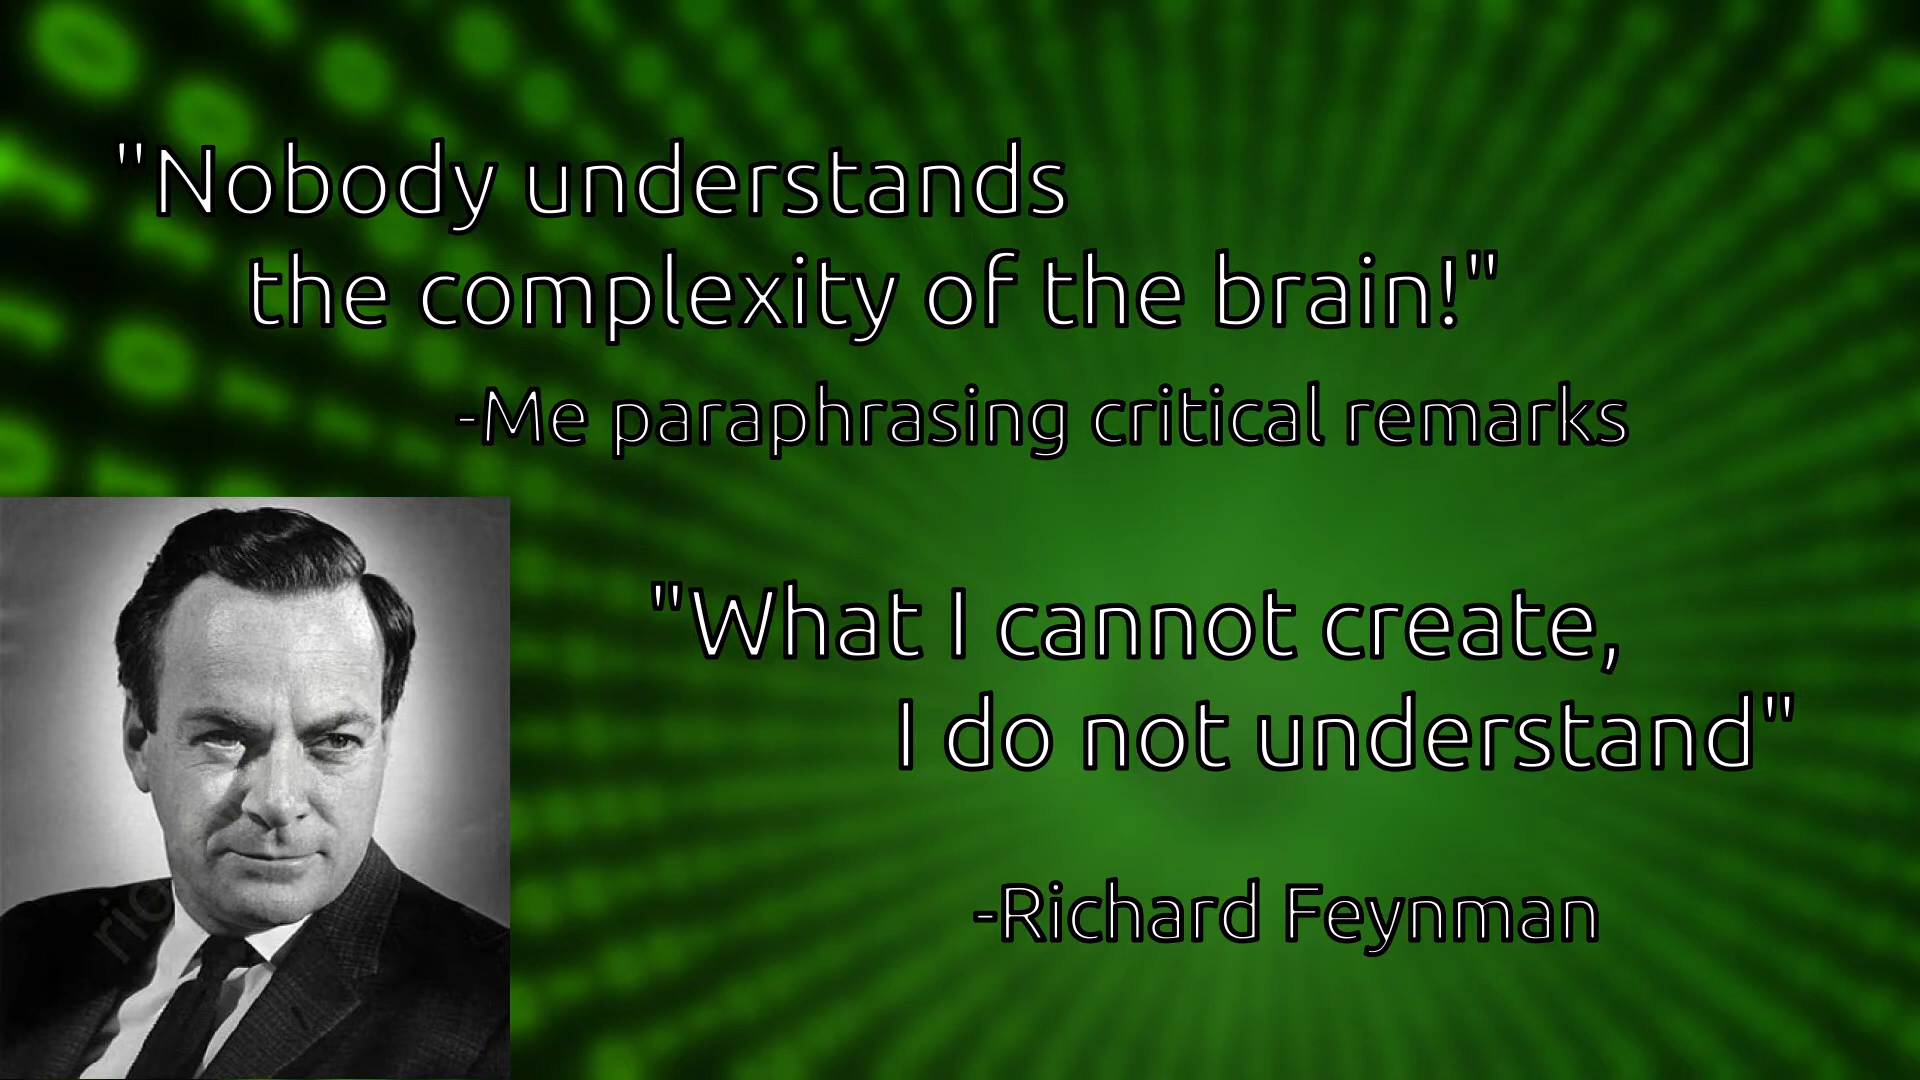 "Nobody understands
the complexity of the brain!"
-Me paraphrasing critical remarks
"What I cannot create,
I do not understand"
-Richard Feynman